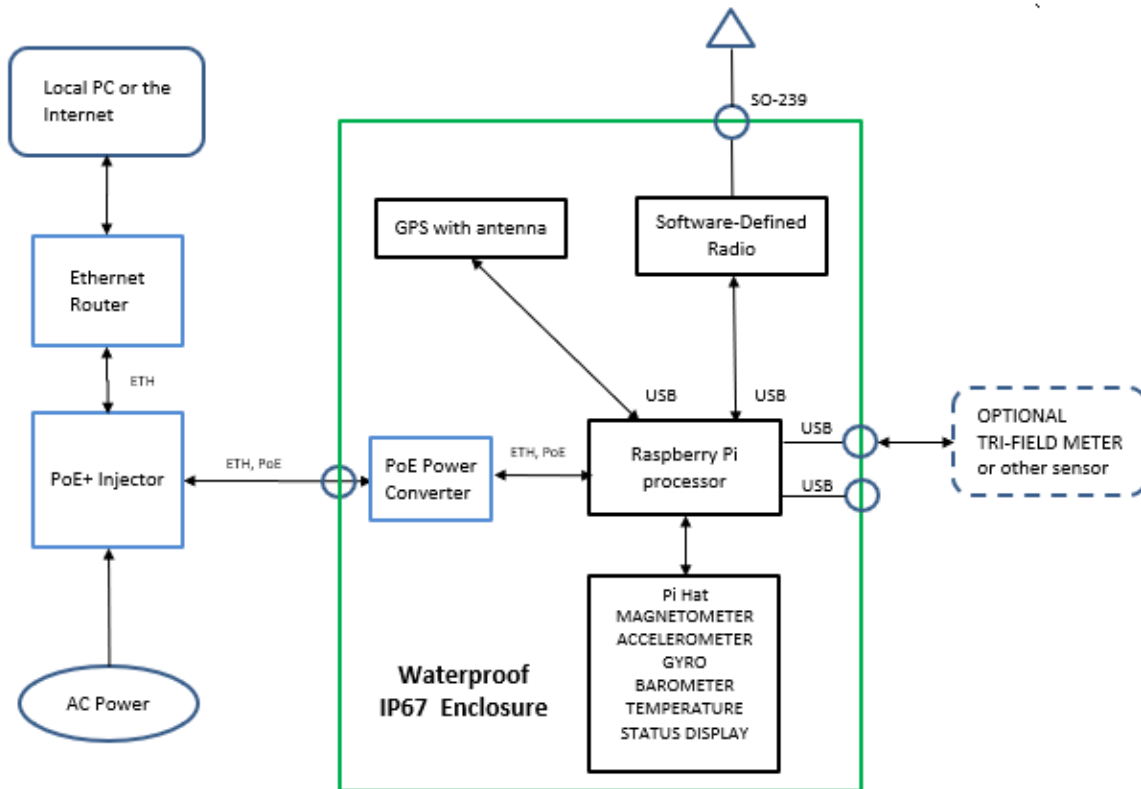 Local PC or the
Internet
SO-239
GPS with antenna
Software-Defined
Radio
Ethernet
Router
ETH
USB
USB
PoE+ Injector
ETH, PoE
PoE Power
Converter
ETH, PoE
Raspberry Pi
processor
USB
USB
OPTIONAL
TRI-FIELD METER
or other sensor
Pi Hat
MAGNETOMETER
ACCELEROMETER
GYRO
BAROMETER
TEMPERATURE
STATUS DISPLAY
Waterproof
IP67 Enclosure
AC Power